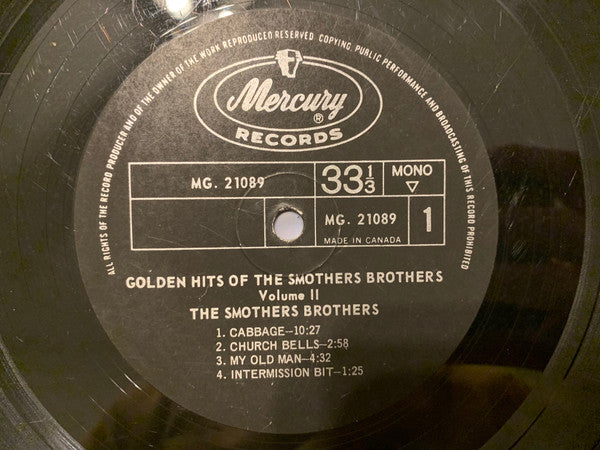 ALL RIGHTS OF THE RECORD PRODUCER AND OF THE OWNER OF THE WORK REPRODUCED RESERVED. COPYING, PUBLIC PERFORMANCE AND BROADCASTING OF THIS RECORD PROHIBITED
Mercury
®
RECORDS
MG. 21089
33 1/3
MONO
MG. 21089
1
MADE IN CANADA
GOLDEN HITS OF THE SMOTHERS BROTHERS
Volume II
THE SMOTHERS BROTHERS
1. CABBAGE—10:27
2. CHURCH BELLS—2:58
3. MY OLD MAN—4:32
4. INTERMISSION BIT—1:25